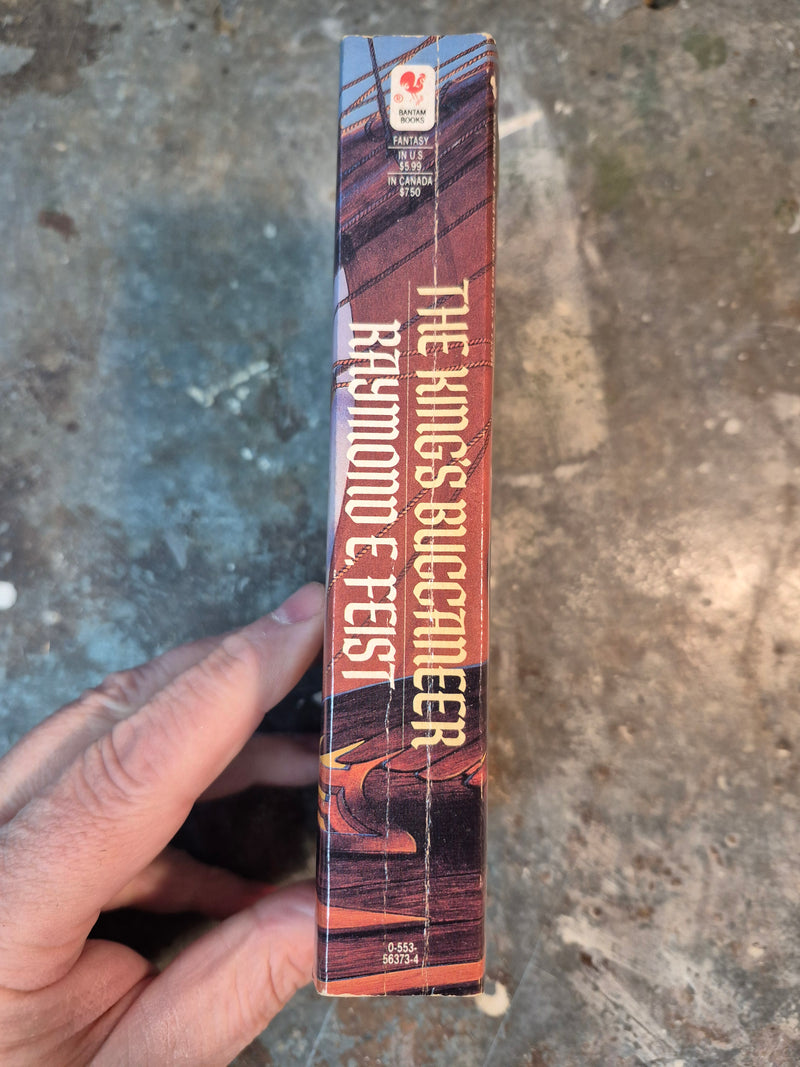 ®
BANTAM
BOOKS
FANTASY
IN U.S
$5.99
IN CANADA
$7.50
THE KING'S BUCCANEER
RAYMOND E. FEIST
0-553-
56373-4